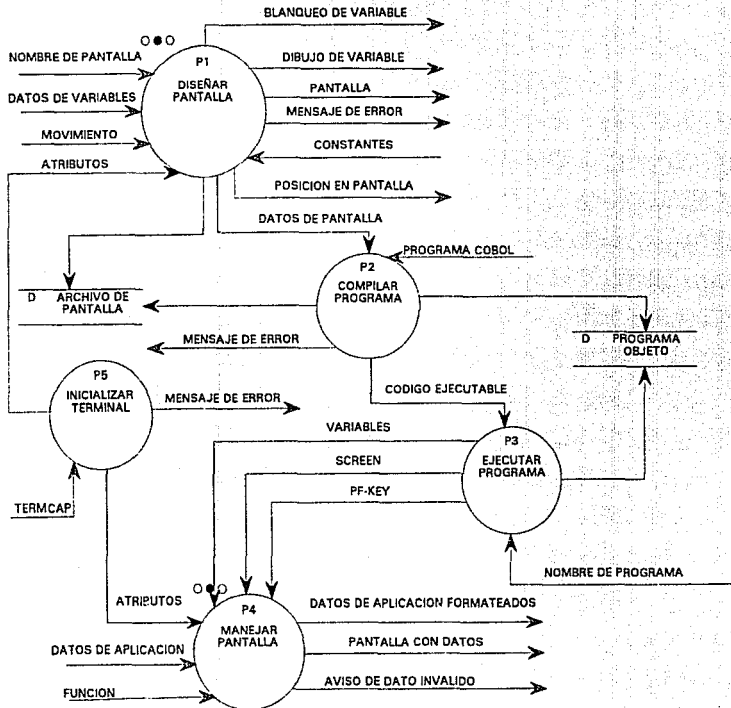 BLANQUEO DE VARIABLE
P1
DISEÑAR
PANTALLA
NOMBRE DE PANTALLA
DIBUJO DE VARIABLE
PANTALLA
DATOS DE VARIABLES
MENSAJE DE ERROR
MOVIMIENTO
CONSTANTES
ATRIBUTOS
POSICION EN PANTALLA
DATOS DE PANTALLA
PROGRAMA COBOL
P2
COMPILAR
PROGRAMA
D ARCHIVO DE
PANTALLA
MENSAJE DE ERROR
D PROGRAMA
OBJETO
P5
INICIALIZAR
TERMINAL
MENSAJE DE ERROR
CODIGO EJECUTABLE
VARIABLES
P3
EJECUTAR
PROGRAMA
SCREEN
PF-KEY
TERMCAP
NOMBRE DE PROGRAMA
ATRIPUTOS
P4
MANEJAR
PANTALLA
DATOS DE APLICACION FORMATEADOS
DATOS DE APLICACION
PANTALLA CON DATOS
FUNCION
AVISO DE DATO INVALIDO